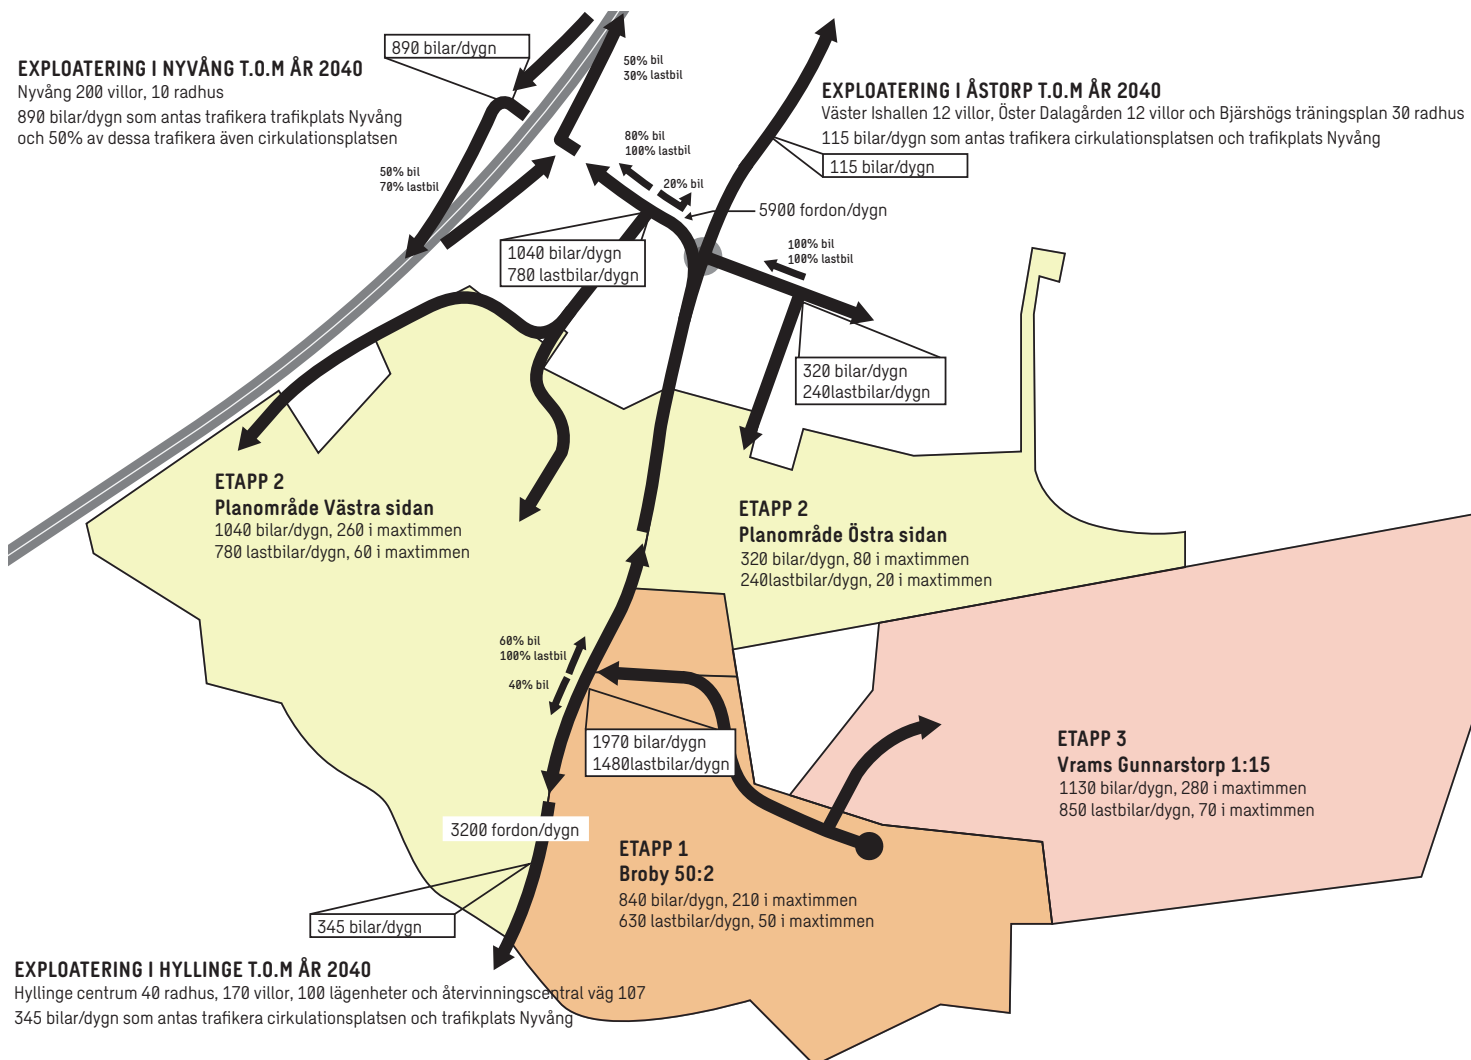 EXPLOATERING I NYVÅNG T.O.M ÅR 2040
Nyvång 200 villor, 10 radhus
890 bilar/dygn som antas trafikera trafikplats Nyvång
och 50% av dessa trafikera även cirkulationsplatsen
890 bilar/dygn
50% bil
30% lastbil
EXPLOATERING I ÅSTORP T.O.M ÅR 2040
Väster Ishallen 12 villor, Öster Dalagården 12 villor och Bjärshögs träningsplan 30 radhus
115 bilar/dygn som antas trafikera cirkulationsplatsen och trafikplats Nyvång
115 bilar/dygn
80% bil
100% lastbil
50% bil
70% lastbil
20% bil
5900 fordon/dygn
1040 bilar/dygn
780 lastbilar/dygn
100% bil
100% lastbil
320 bilar/dygn
240lastbilar/dygn
ETAPP 2
Planområde Västra sidan
1040 bilar/dygn, 260 i maxtimmen
780 lastbilar/dygn, 60 i maxtimmen
ETAPP 2
Planområde Östra sidan
320 bilar/dygn, 80 i maxtimmen
240lastbilar/dygn, 20 i maxtimmen
60% bil
100% lastbil
40% bil
1970 bilar/dygn
1480lastbilar/dygn
ETAPP 3
Vrams Gunnarstorp 1:15
1130 bilar/dygn, 280 i maxtimmen
850 lastbilar/dygn, 70 i maxtimmen
3200 fordon/dygn
ETAPP 1
Broby 50:2
840 bilar/dygn, 210 i maxtimmen
630 lastbilar/dygn, 50 i maxtimmen
345 bilar/dygn
EXPLOATERING I HYLLINGE T.O.M ÅR 2040
Hyllinge centrum 40 radhus, 170 villor, 100 lägenheter och återvinningscentral väg 107
345 bilar/dygn som antas trafikera cirkulationsplatsen och trafikplats Nyvång